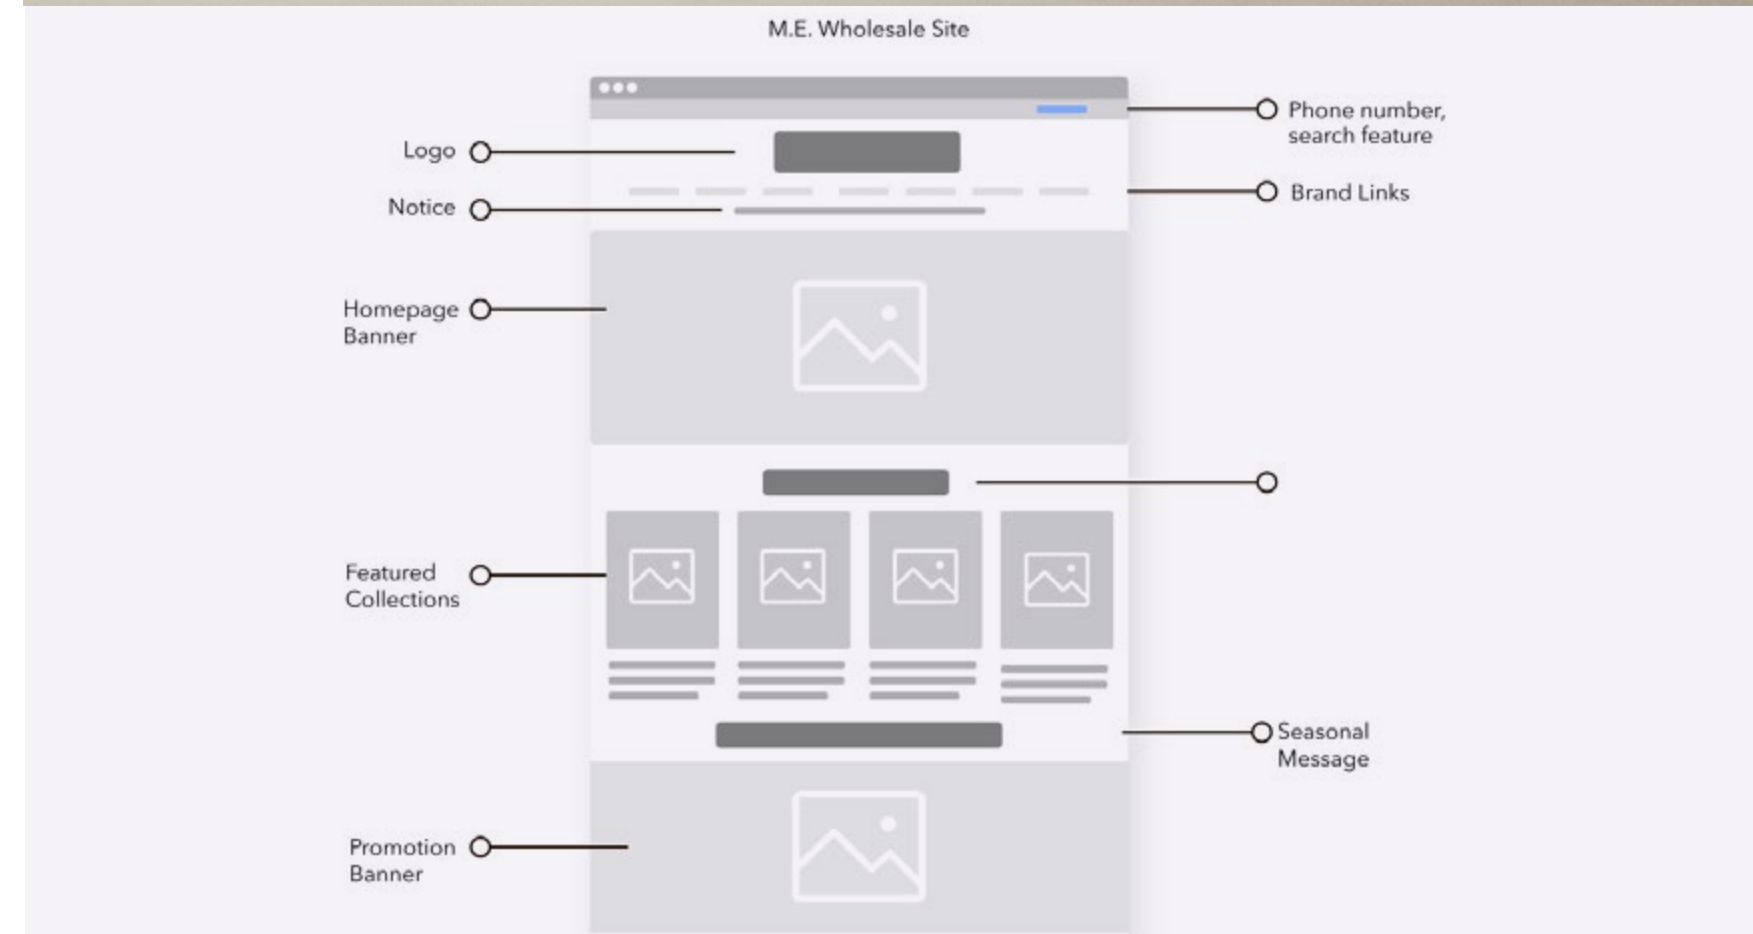 M.E. Wholesale Site
Phone number,
search feature
Logo
Brand Links
Notice
Homepage
Banner
Featured
Collections
Seasonal
Message
Promotion
Banner